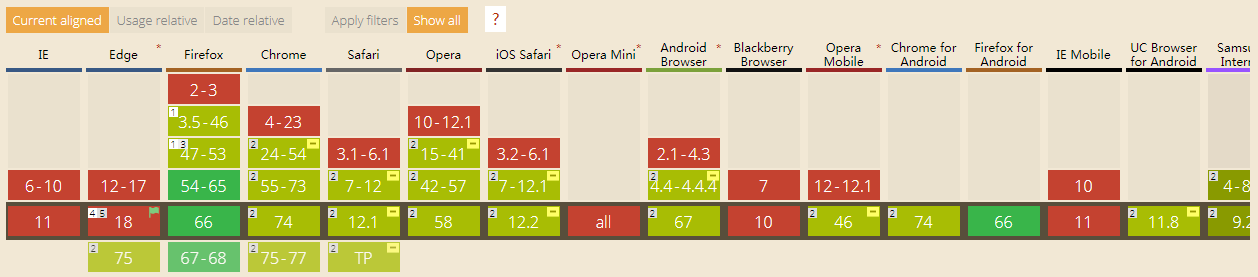 Current aligned Usage relative Date relative Apply filters Show all ?
IE Edge * Firefox Chrome Safari Opera iOS Safari * Opera Mini * Android Browser * Blackberry Browser Opera Mobile * Chrome for Android Firefox for Android IE Mobile UC Browser for Android
2-3
1 3.5-46 4-23 10-12.1
1 3 47-53 2 24-54 3.1-6.1 2 15-41 3.2-6.1 2.1-4.3
6-10 12-17 54-65 2 55-73 2 7-12 2 42-57 2 7-12.1 2 4.4-4.4.4 7 12-12.1 10 2 4-8
11 4 5 18 66 2 74 2 12.1 2 58 2 12.2 all 2 67 10 2 46 2 74 66 11 2 11.8 2 9.2
2 75 67-68 2 75-77 2 TP